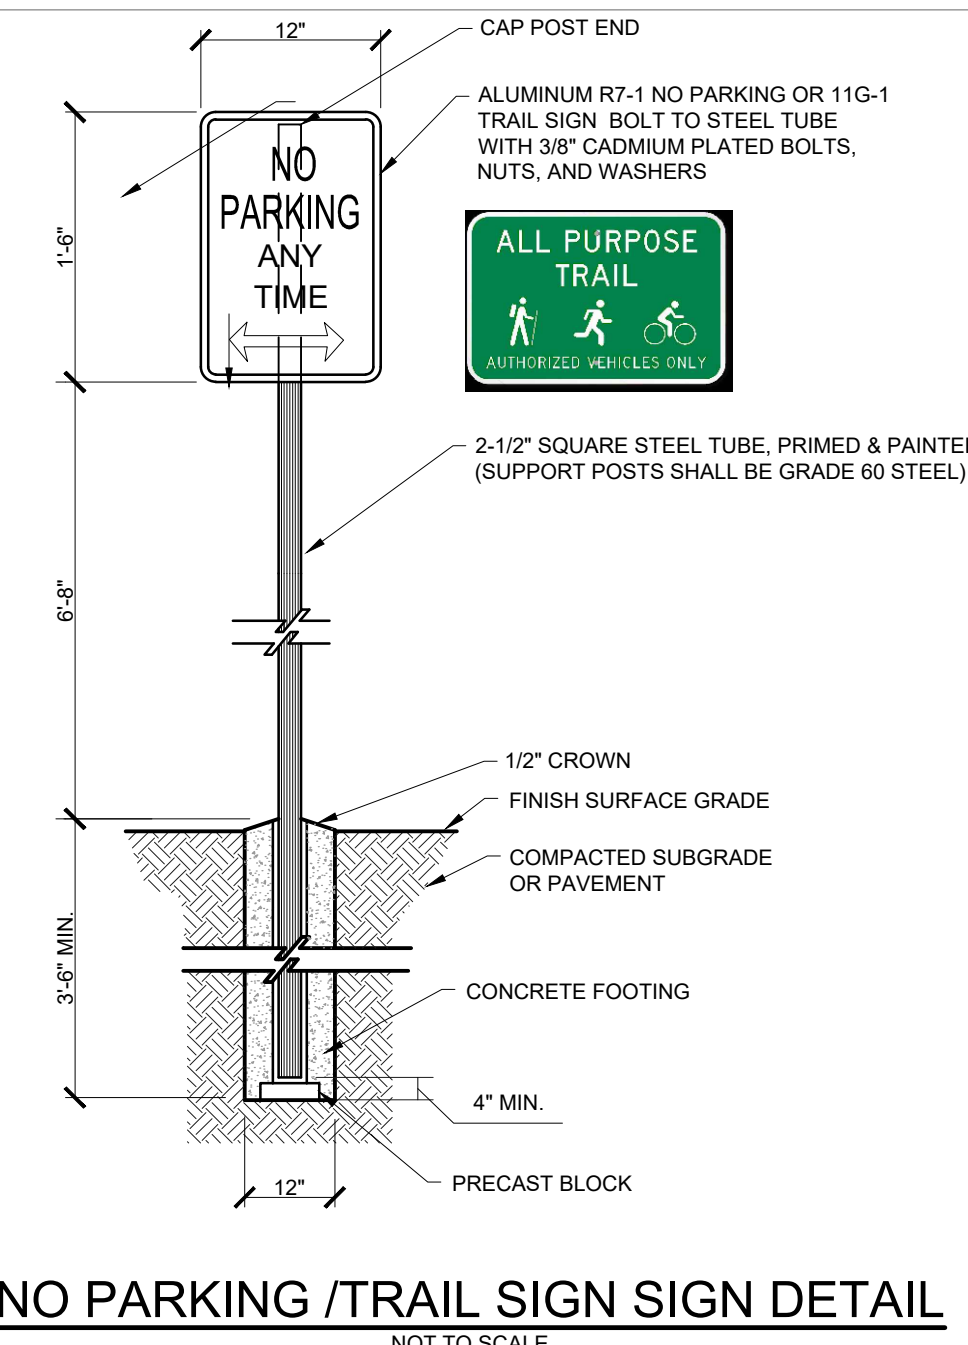 12"
CAP POST END
ALUMINUM R7-1 NO PARKING OR 11G-1
TRAIL SIGN BOLT TO STEEL TUBE
WITH 3/8" CADMIUM PLATED BOLTS,
NUTS, AND WASHERS
NO
PARKING
ANY
TIME
1'-6"
ALL PURPOSE
TRAIL
AUTHORIZED VEHICLES ONLY
2-1/2" SQUARE STEEL TUBE, PRIMED & PAINTED
(SUPPORT POSTS SHALL BE GRADE 60 STEEL)
6'-8"
1/2" CROWN
FINISH SURFACE GRADE
COMPACTED SUBGRADE
OR PAVEMENT
3'-6" MIN.
CONCRETE FOOTING
4" MIN.
PRECAST BLOCK
12"
NO PARKING /TRAIL SIGN SIGN DETAIL
NOT TO SCALE